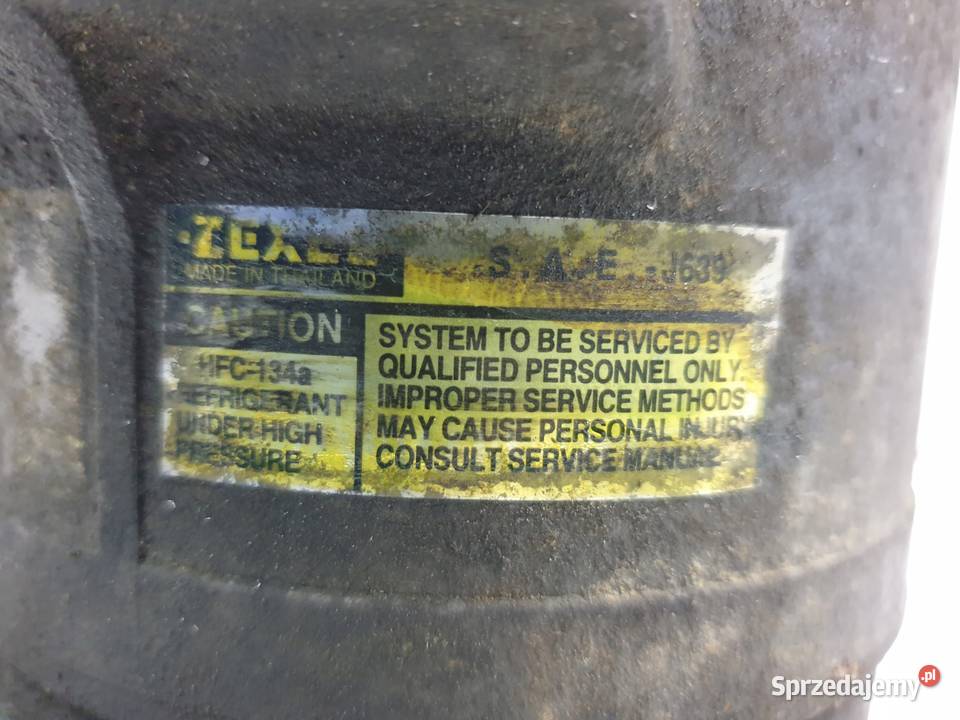 ZEXEL
MADE IN THAILAND
S.A.E. J639
CAUTION
HFC-134a
REFRIGERANT
UNDER HIGH
PRESSURE
SYSTEM TO BE SERVICED BY
QUALIFIED PERSONNEL ONLY.
IMPROPER SERVICE METHODS
MAY CAUSE PERSONAL INJURY
CONSULT SERVICE MANUAL
Sprzedajemy.pl